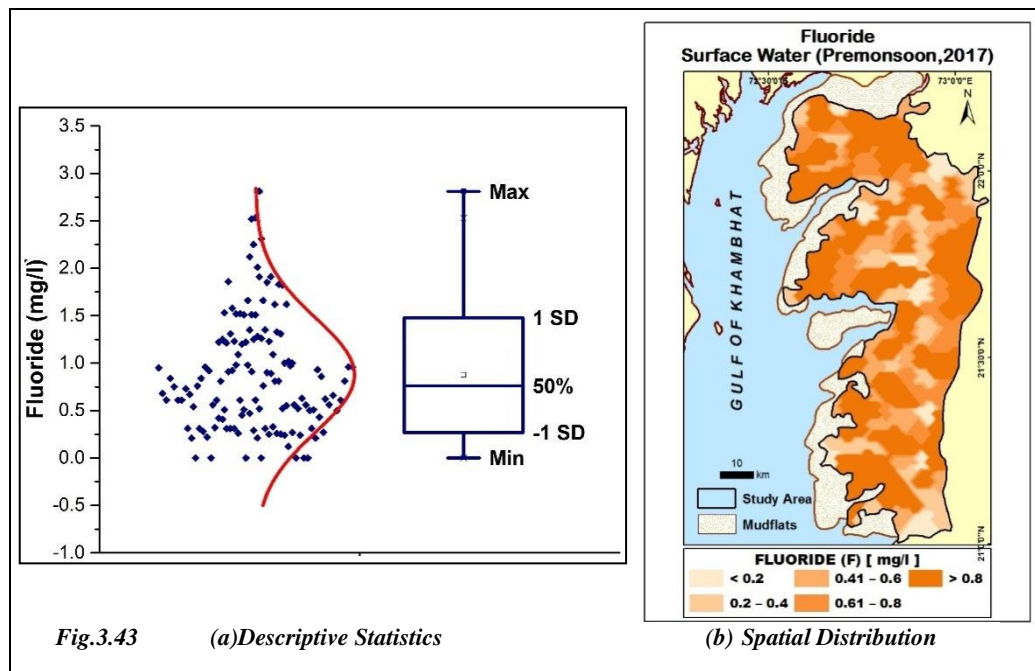 3.5
3.0
2.5
2.0
1.5
1.0
0.5
0.0
-0.5
-1.0
Fluoride (mg/l)
Max
1 SD
50%
-1 SD
Min
Fluoride
Surface Water (Premonsoon,2017)
72°30'0"E
73°0'0"E
N
22°0'0"N
21°30'0"N
21°0'0"N
GULF OF KHAMBHAT
10
km
Study Area
Mudflats
FLUORIDE (F) [ mg/l ]
< 0.2
0.41 – 0.6
> 0.8
0.2 – 0.4
0.61 – 0.8
Fig.3.43 (a)Descriptive Statistics (b) Spatial Distribution